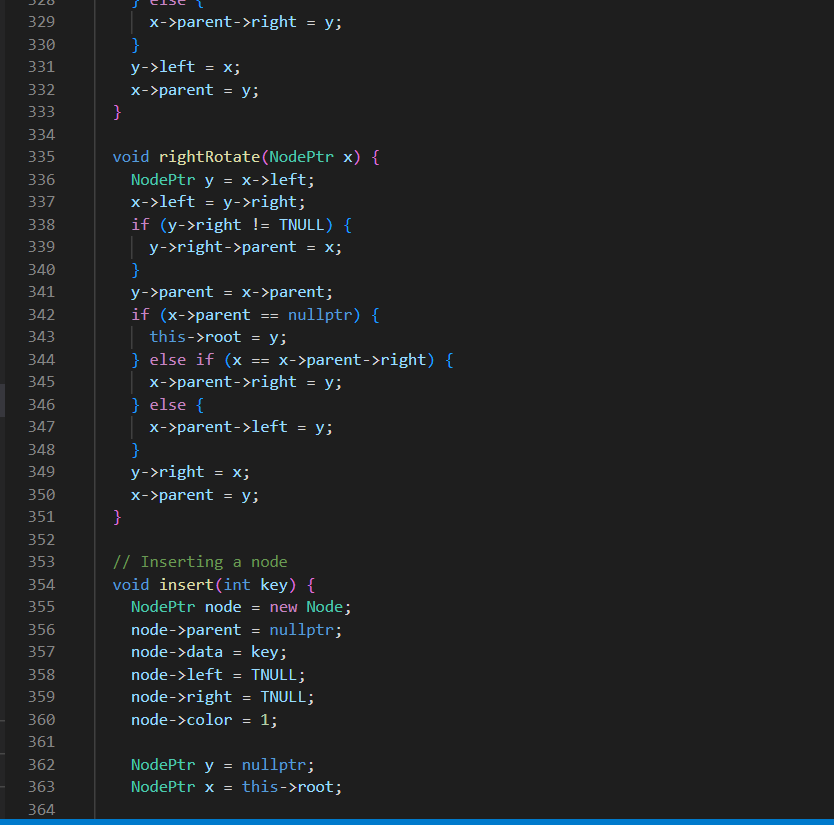 328 } else {
329 x->parent->right = y;
330 }
331 y->left = x;
332 x->parent = y;
333 }
334
335 void rightRotate(NodePtr x) {
336 NodePtr y = x->left;
337 x->left = y->right;
338 if (y->right != TNULL) {
339 y->right->parent = x;
340 }
341 y->parent = x->parent;
342 if (x->parent == nullptr) {
343 this->root = y;
344 } else if (x == x->parent->right) {
345 x->parent->right = y;
346 } else {
347 x->parent->left = y;
348 }
349 y->right = x;
350 x->parent = y;
351 }
352
353 // Inserting a node
354 void insert(int key) {
355 NodePtr node = new Node;
356 node->parent = nullptr;
357 node->data = key;
358 node->left = TNULL;
359 node->right = TNULL;
360 node->color = 1;
361
362 NodePtr y = nullptr;
363 NodePtr x = this->root;
364